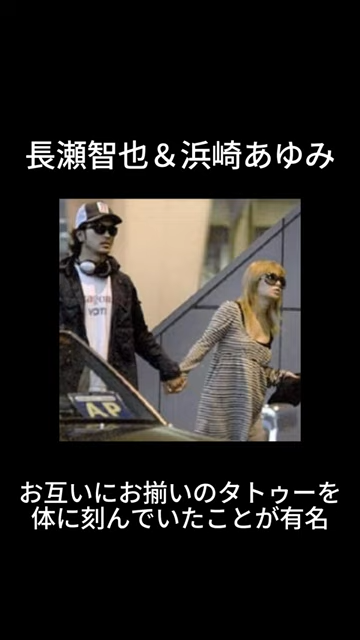 長瀬智也＆浜崎あゆみ
AP
お互いにお揃いのタトゥーを
体に刻んでいたことが有名